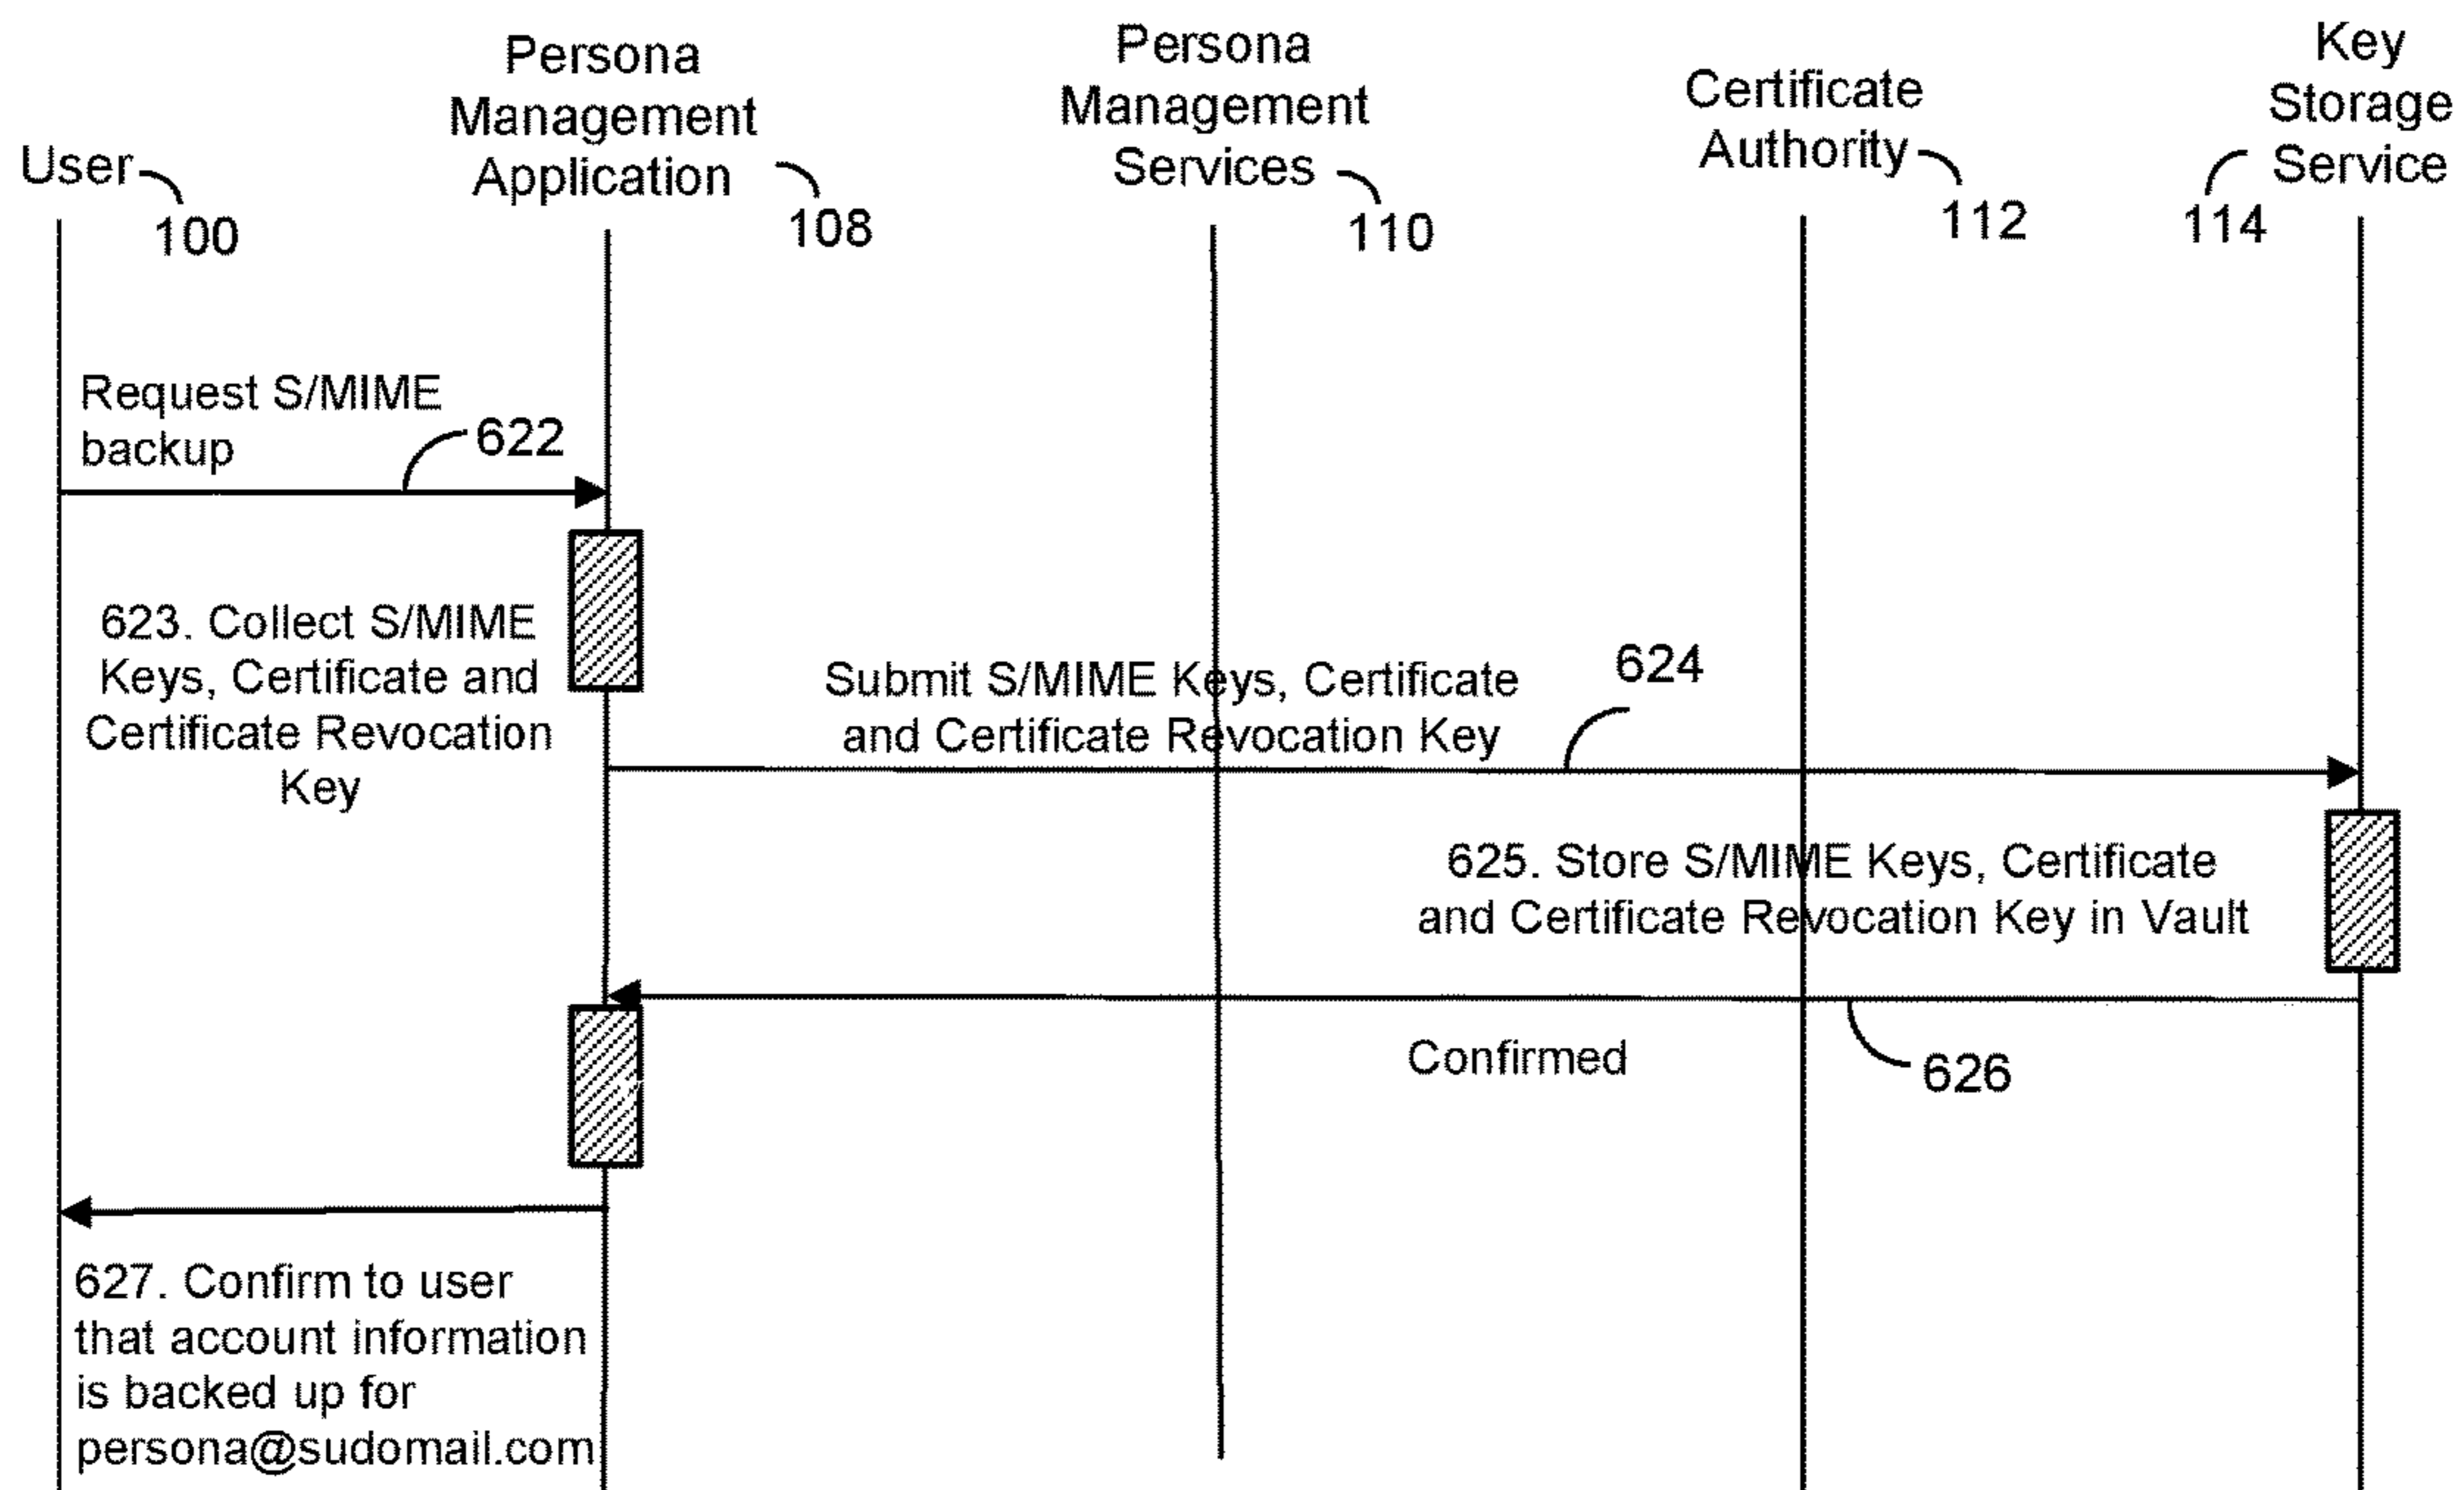 User
100
Persona
Management
Application
108
Persona
Management
Services
110
Certificate
Authority
112
Key
Storage
Service
114
Request S/MIME
backup
622
623. Collect S/MIME
Keys, Certificate and
Certificate Revocation
Key
Submit S/MIME Keys, Certificate
and Certificate Revocation Key
624
625. Store S/MIME Keys, Certificate
and Certificate Revocation Key in Vault
Confirmed
626
627. Confirm to user
that account information
is backed up for
persona@sudomail.com